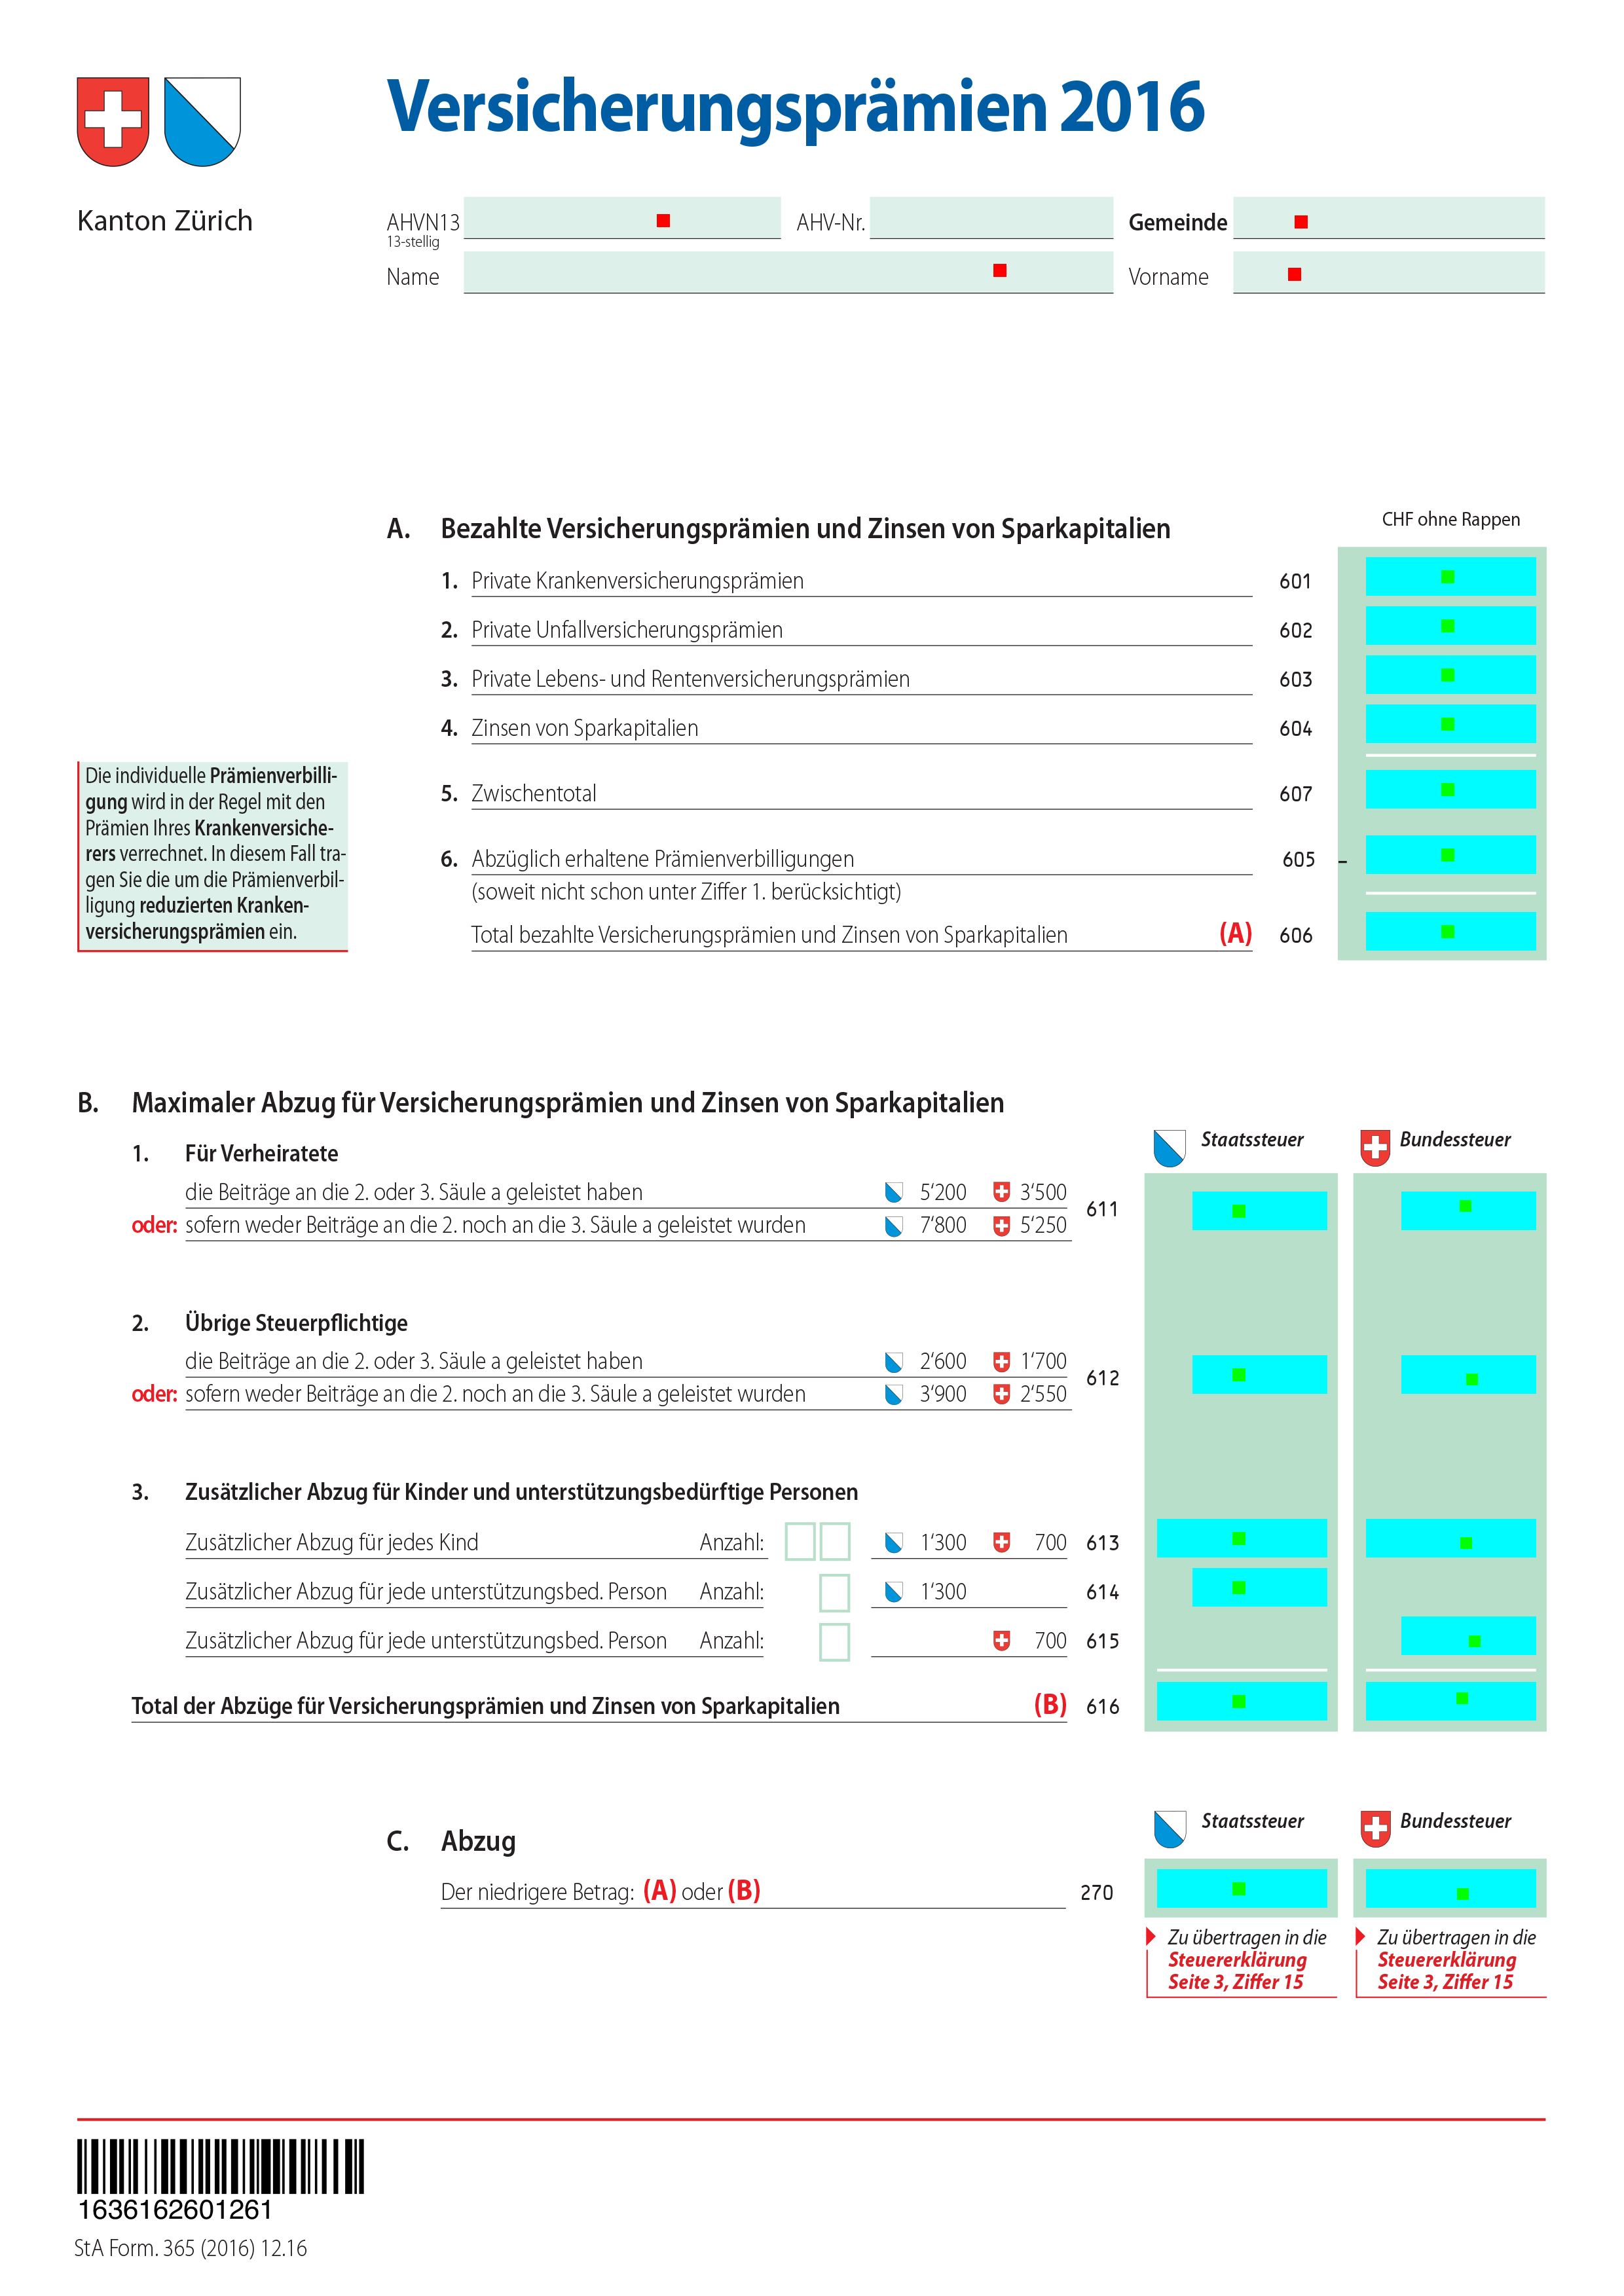 Versicherungsprämien 2016
Kanton Zürich
AHVN13 AHV-Nr. Gemeinde
13-stellig
Name Vorname
A. Bezahlte Versicherungsprämien und Zinsen von Sparkapitalien CHF ohne Rappen
1. Private Krankenversicherungsprämien 601
2. Private Unfallversicherungsprämien 602
3. Private Lebens- und Rentenversicherungsprämien 603
4. Zinsen von Sparkapitalien 604
5. Zwischentotal 607
6. Abzüglich erhaltene Prämienverbilligungen 605 –
(soweit nicht schon unter Ziffer 1. berücksichtigt)
Total bezahlte Versicherungsprämien und Zinsen von Sparkapitalien (A) 606
Die individuelle Prämienverbilli-
gung wird in der Regel mit den
Prämien Ihres Krankenversiche-
rers verrechnet. In diesem Fall tra-
gen Sie die um die Prämienverbil-
ligung reduzierten Kranken-
versicherungsprämien ein.
B. Maximaler Abzug für Versicherungsprämien und Zinsen von Sparkapitalien
Staatssteuer Bundessteuer
1. Für Verheiratete
die Beiträge an die 2. oder 3. Säule a geleistet haben 5'200 3'500
611
oder: sofern weder Beiträge an die 2. noch an die 3. Säule a geleistet wurden 7'800 5'250
2. Übrige Steuerpflichtige
die Beiträge an die 2. oder 3. Säule a geleistet haben 2'600 1'700
612
oder: sofern weder Beiträge an die 2. noch an die 3. Säule a geleistet wurden 3'900 2'550
3. Zusätzlicher Abzug für Kinder und unterstützungsbedürftige Personen
Zusätzlicher Abzug für jedes Kind Anzahl: 1'300 700 613
Zusätzlicher Abzug für jede unterstützungsbed. Person Anzahl: 1'300 614
Zusätzlicher Abzug für jede unterstützungsbed. Person Anzahl: 700 615
Total der Abzüge für Versicherungsprämien und Zinsen von Sparkapitalien (B) 616
Staatssteuer Bundessteuer
C. Abzug
Der niedrigere Betrag: (A) oder (B) 270
Zu übertragen in die Zu übertragen in die
Steuererklärung Steuererklärung
Seite 3, Ziffer 15 Seite 3, Ziffer 15
1636162601261
StA Form. 365 (2016) 12.16